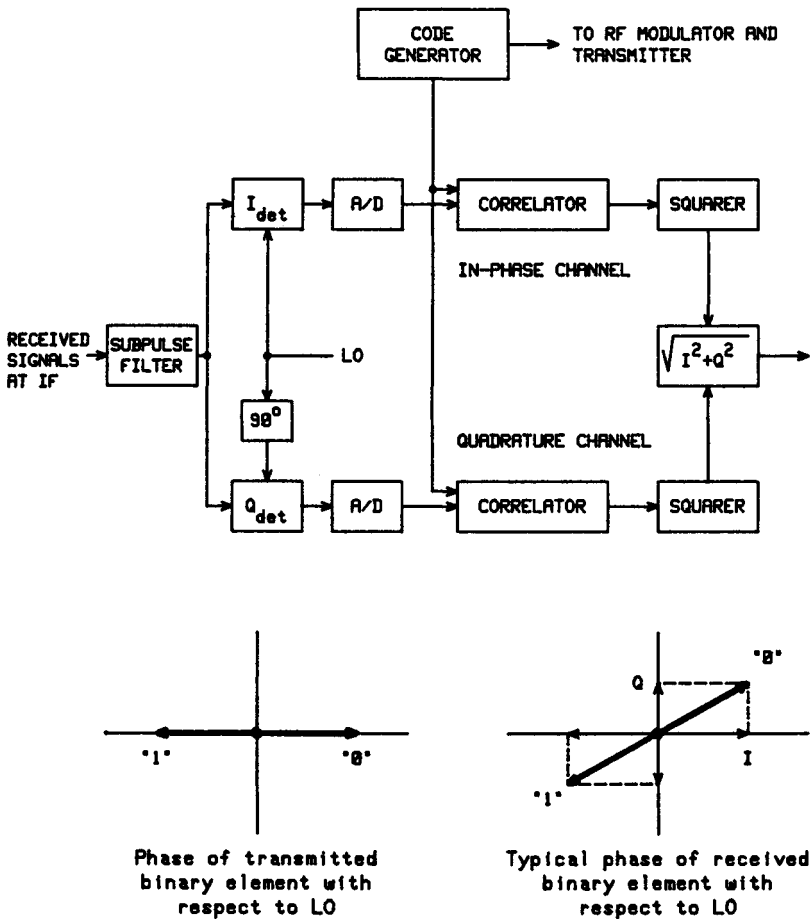 CODE
GENERATOR
TO RF MODULATOR AND
TRANSMITTER
I det
A/D
CORRELATOR
SQUARER
IN-PHASE CHANNEL
RECEIVED
SIGNALS
AT IF
SUBPULSE
FILTER
LO
√I²+Q²
90°
QUADRATURE CHANNEL
Q det
A/D
CORRELATOR
SQUARER
"1"
"0"
Q
"0"
I
"1"
Phase of transmitted
binary element with
respect to LO
Typical phase of received
binary element with
respect to LO